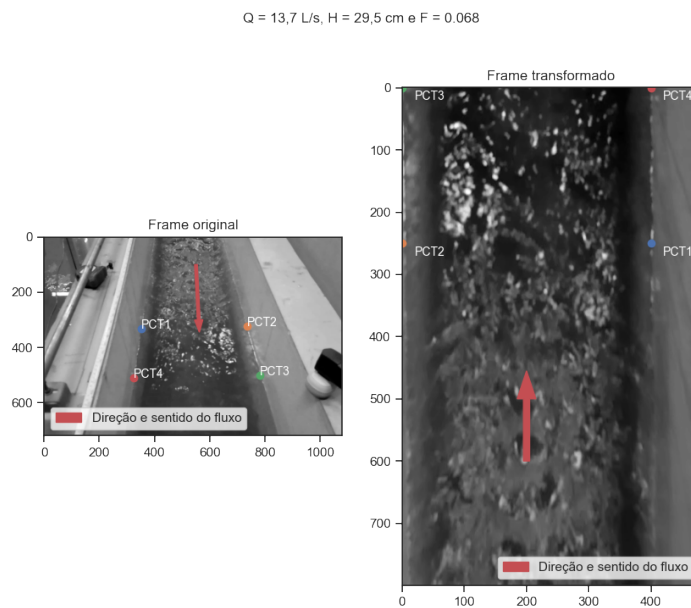 Q = 13,7 L/s, H = 29,5 cm e F = 0.068
Frame original
0
200
400
600
0
200
400
600
800
1000
PCT1
PCT2
PCT4
PCT3
Direção e sentido do fluxo
Frame transformado
0
100
200
300
400
500
600
700
0
100
200
300
400
PCT3
PCT4
PCT2
PCT1
Direção e sentido do fluxo